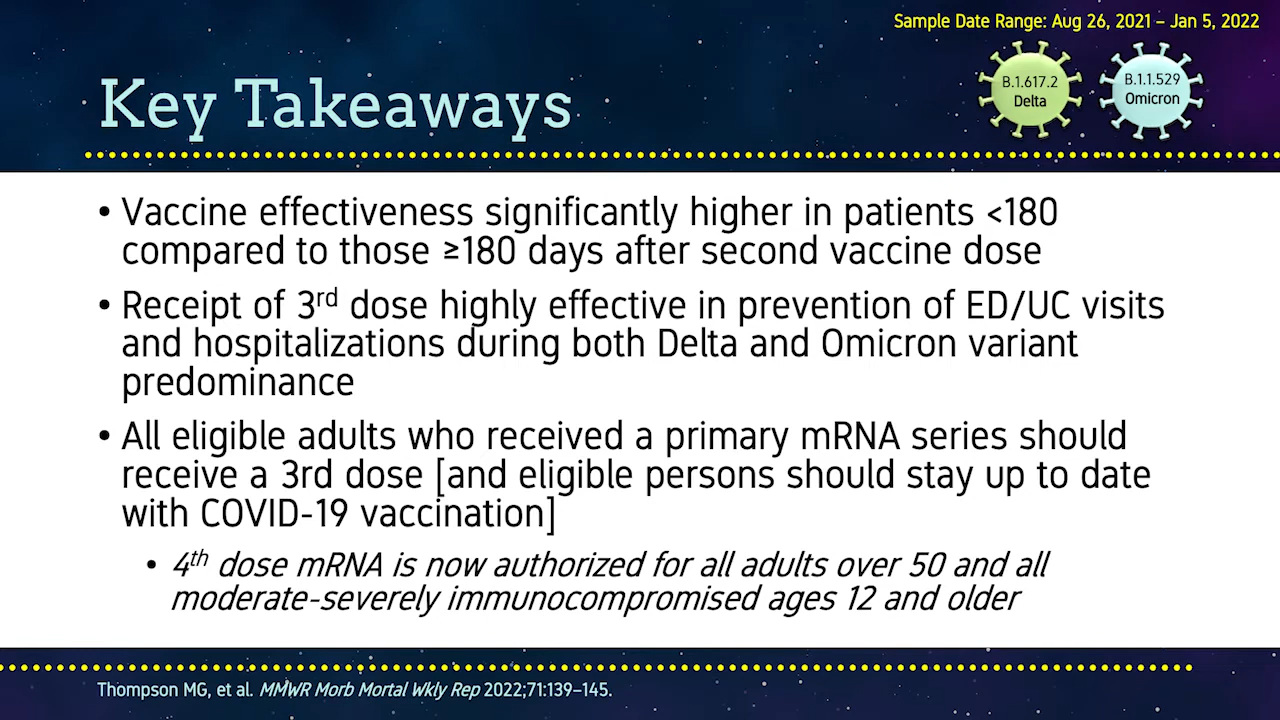 Sample Date Range: Aug 26, 2021 – Jan 5, 2022
B.1.617.2
Delta
B.1.1.529
Omicron
Key Takeaways
• Vaccine effectiveness significantly higher in patients <180
compared to those ≥180 days after second vaccine dose
• Receipt of 3rd dose highly effective in prevention of ED/UC visits
and hospitalizations during both Delta and Omicron variant
predominance
• All eligible adults who received a primary mRNA series should
receive a 3rd dose [and eligible persons should stay up to date
with COVID-19 vaccination]
• 4th dose mRNA is now authorized for all adults over 50 and all
moderate-severely immunocompromised ages 12 and older
Thompson MG, et al. MMWR Morb Mortal Wkly Rep 2022;71:139–145.